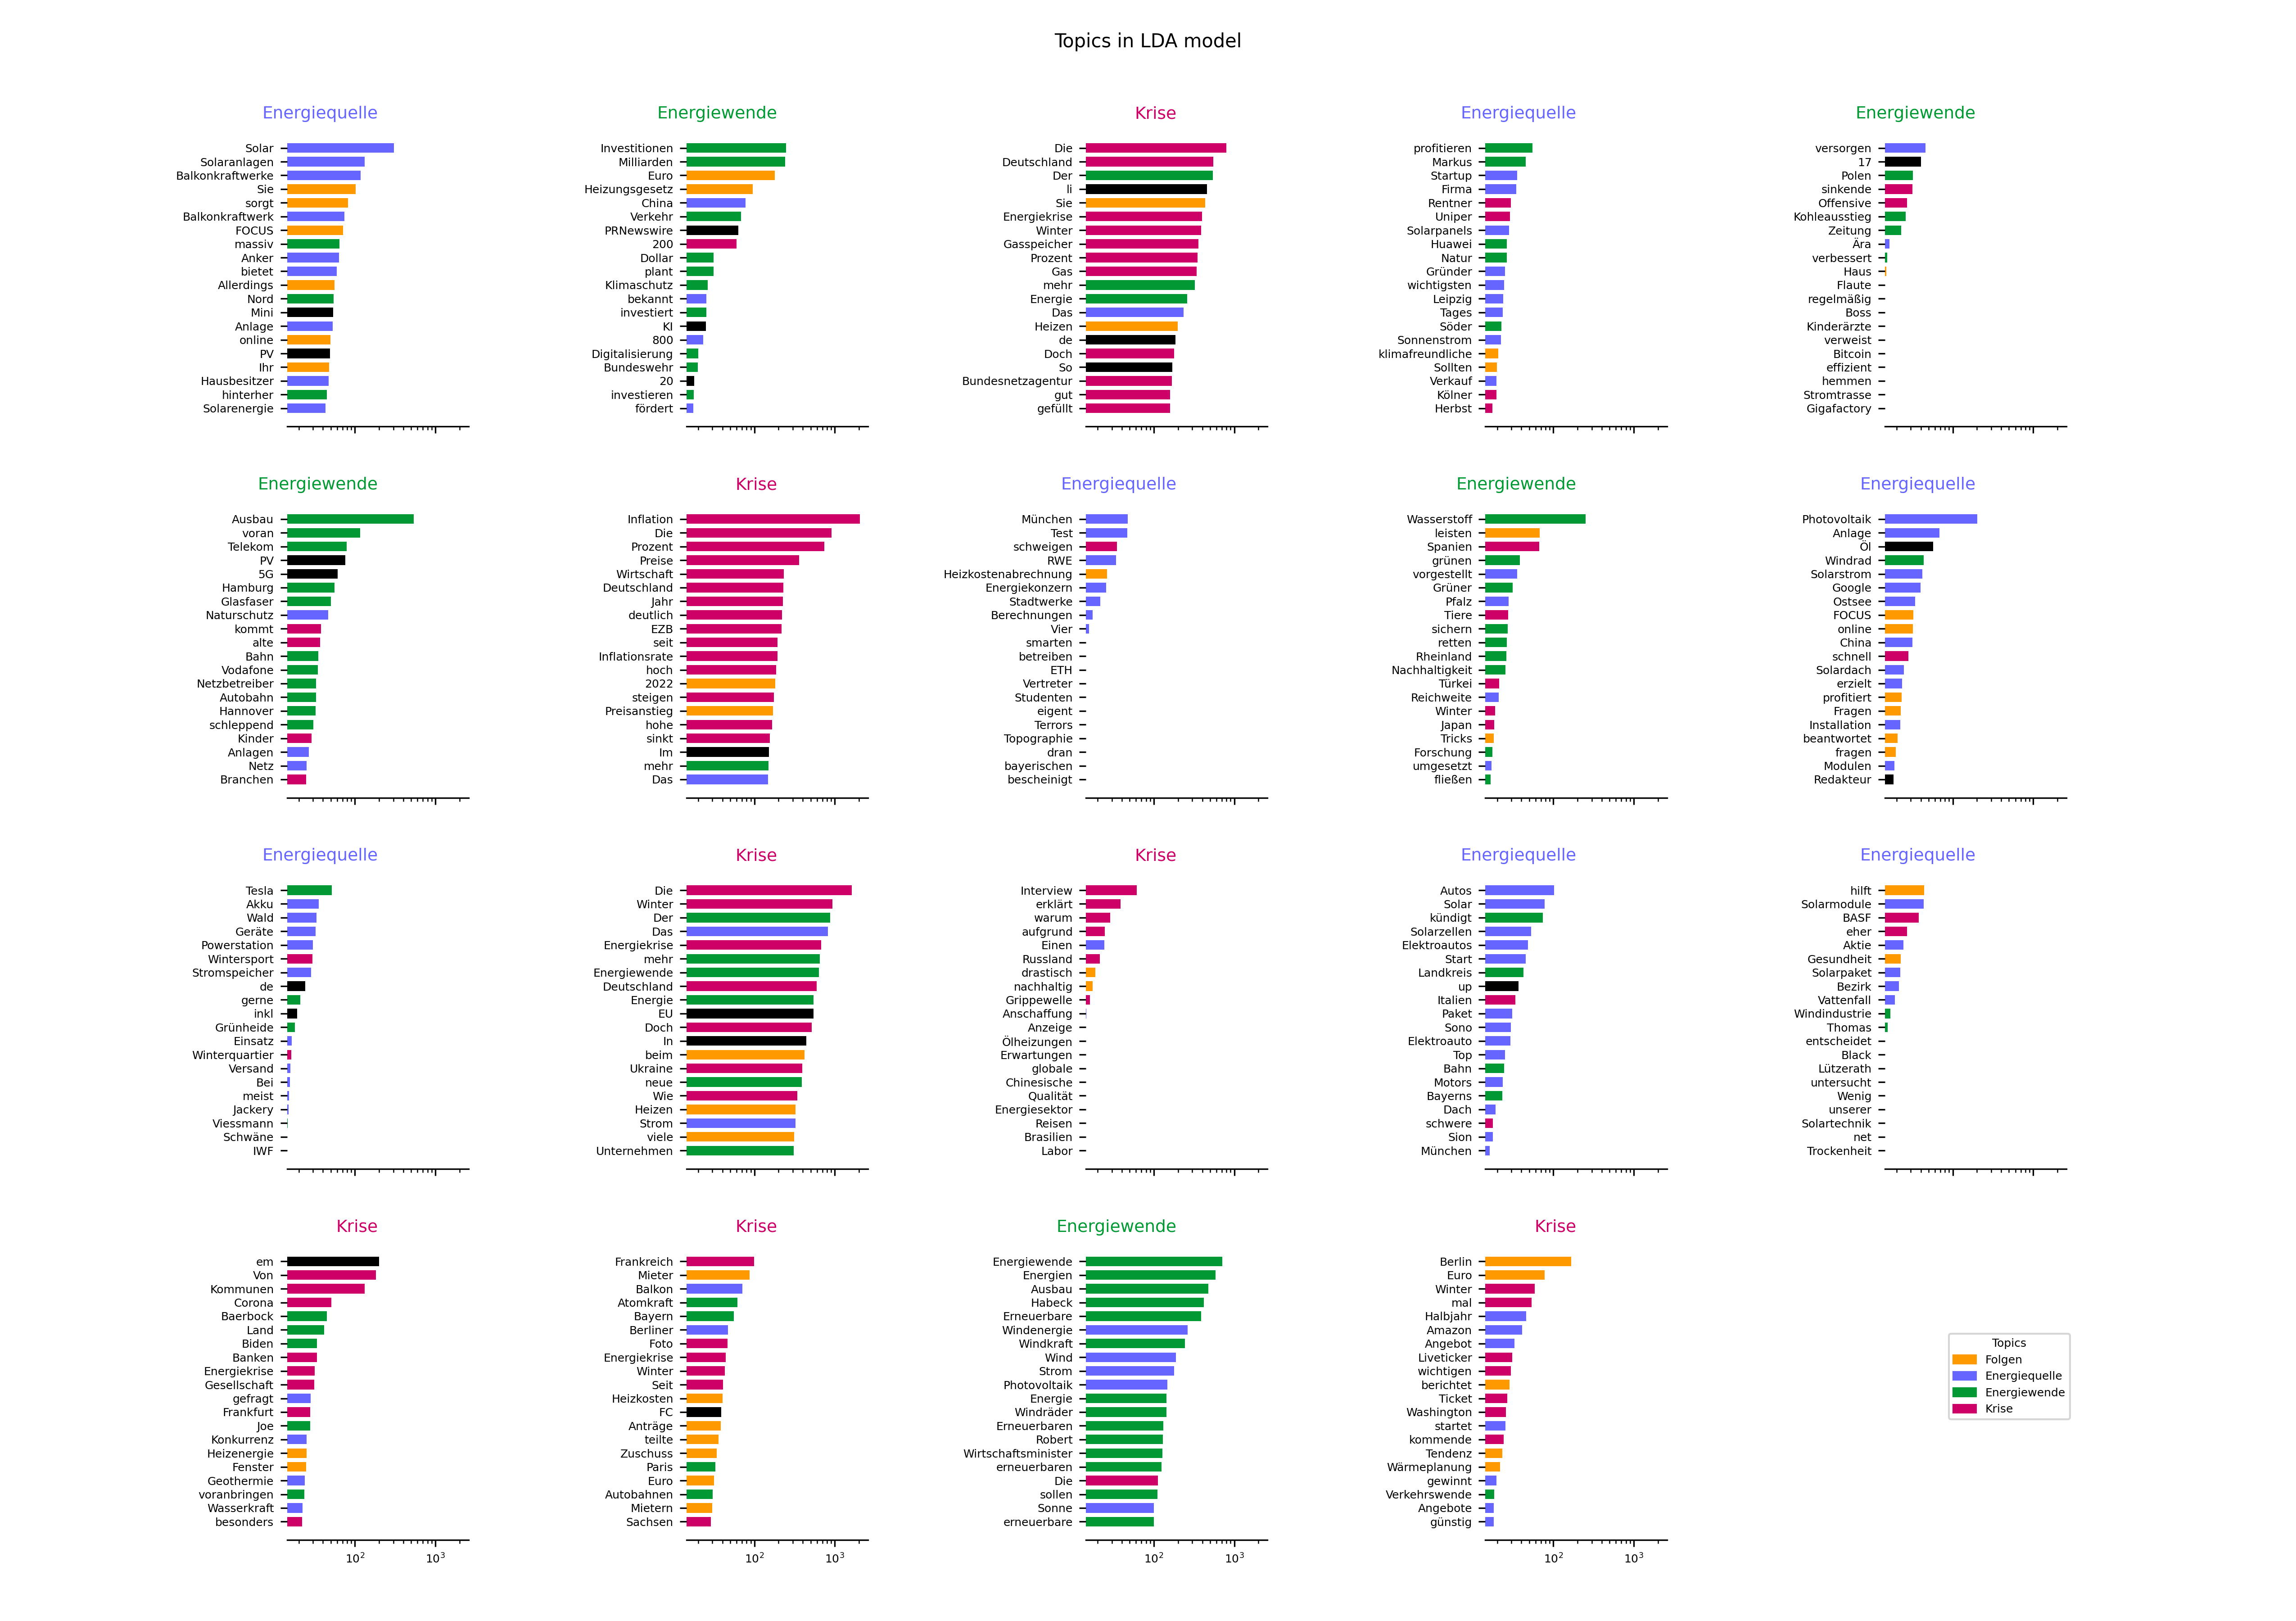 Topics in LDA model
Energiequelle
Solar
Solaranlagen
Balkonkraftwerke
Sie
sorgt
Balkonkraftwerk
FOCUS
massiv
Anker
bietet
Allerdings
Nord
Mini
Anlage
online
PV
Ihr
Hausbesitzer
hinterher
Solarenergie
Energiewende
Investitionen
Milliarden
Euro
Heizungsgesetz
China
Verkehr
PRNewswire
200
Dollar
plant
Klimaschutz
bekannt
investiert
KI
800
Digitalisierung
Bundeswehr
20
investieren
fördert
Krise
Die
Deutschland
Der
li
Sie
Energiekrise
Winter
Gasspeicher
Prozent
Gas
mehr
Energie
Das
Heizen
de
Doch
So
Bundesnetzagentur
gut
gefüllt
Energiequelle
profitieren
Markus
Startup
Firma
Rentner
Uniper
Solarpanels
Huawei
Natur
Gründer
wichtigsten
Leipzig
Tages
Söder
Sonnenstrom
klimafreundliche
Sollten
Verkauf
Kölner
Herbst
Energiewende
versorgen
17
Polen
sinkende
Offensive
Kohleausstieg
Zeitung
Ära
verbessert
Haus
Flaute
regelmäßig
Boss
Kinderärzte
verweist
Bitcoin
effizient
hemmen
Stromtrasse
Gigafactory
Energiewende
Ausbau
voran
Telekom
PV
5G
Hamburg
Glasfaser
Naturschutz
kommt
alte
Bahn
Vodafone
Netzbetreiber
Autobahn
Hannover
schleppend
Kinder
Anlagen
Netz
Branchen
Krise
Inflation
Die
Prozent
Preise
Wirtschaft
Deutschland
Jahr
deutlich
EZB
seit
Inflationsrate
hoch
2022
steigen
Preisanstieg
hohe
sinkt
Im
mehr
Das
Energiequelle
München
Test
schweigen
RWE
Heizkostenabrechnung
Energiekonzern
Stadtwerke
Berechnungen
Vier
smarten
betreiben
ETH
Vertreter
Studenten
eigent
Terrors
Topographie
dran
bayerischen
bescheinigt
Energiewende
Wasserstoff
leisten
Spanien
grünen
vorgestellt
Grüner
Pfalz
Tiere
sichern
retten
Rheinland
Nachhaltigkeit
Türkei
Reichweite
Winter
Japan
Tricks
Forschung
umgesetzt
fließen
Energiequelle
Photovoltaik
Anlage
Öl
Windrad
Solarstrom
Google
Ostsee
FOCUS
online
China
schnell
Solardach
erzielt
profitiert
Fragen
Installation
beantwortet
fragen
Modulen
Redakteur
Energiequelle
Tesla
Akku
Wald
Geräte
Powerstation
Wintersport
Stromspeicher
de
gerne
inkl
Grünheide
Einsatz
Winterquartier
Versand
Bei
meist
Jackery
Viessmann
Schwäne
IWF
Krise
Die
Winter
Der
Das
Energiekrise
mehr
Energiewende
Deutschland
Energie
EU
Doch
In
beim
Ukraine
neue
Wie
Heizen
Strom
viele
Unternehmen
Krise
Interview
erklärt
warum
aufgrund
Einen
Russland
drastisch
nachhaltig
Grippewelle
Anschaffung
Anzeige
Ölheizungen
Erwartungen
globale
Chinesische
Qualität
Energiesektor
Reisen
Brasilien
Labor
Energiequelle
Autos
Solar
kündigt
Solarzellen
Elektroautos
Start
Landkreis
up
Italien
Paket
Sono
Elektroauto
Top
Bahn
Motors
Bayerns
Dach
schwere
Sion
München
Energiequelle
hilft
Solarmodule
BASF
eher
Aktie
Gesundheit
Solarpaket
Bezirk
Vattenfall
Windindustrie
Thomas
entscheidet
Black
Lützerath
untersucht
Wenig
unserer
Solartechnik
net
Trockenheit
Krise
em
Von
Kommunen
Corona
Baerbock
Land
Biden
Banken
Energiekrise
Gesellschaft
gefragt
Frankfurt
Joe
Konkurrenz
Heizenergie
Fenster
Geothermie
voranbringen
Wasserkraft
besonders
10² 10³
Krise
Frankreich
Mieter
Balkon
Atomkraft
Bayern
Berliner
Foto
Energiekrise
Winter
Seit
Heizkosten
FC
Anträge
teilte
Zuschuss
Paris
Euro
Autobahnen
Mietern
Sachsen
10² 10³
Energiewende
Energiewende
Energien
Ausbau
Habeck
Erneuerbare
Windenergie
Windkraft
Wind
Strom
Photovoltaik
Energie
Windräder
Erneuerbaren
Robert
Wirtschaftsminister
erneuerbaren
Die
sollen
Sonne
erneuerbare
10² 10³
Krise
Berlin
Euro
Winter
mal
Halbjahr
Amazon
Angebot
Liveticker
wichtigen
berichtet
Ticket
Washington
startet
kommende
Tendenz
Wärmeplanung
gewinnt
Verkehrswende
Angebote
günstig
10² 10³
Topics
Folgen
Energiequelle
Energiewende
Krise